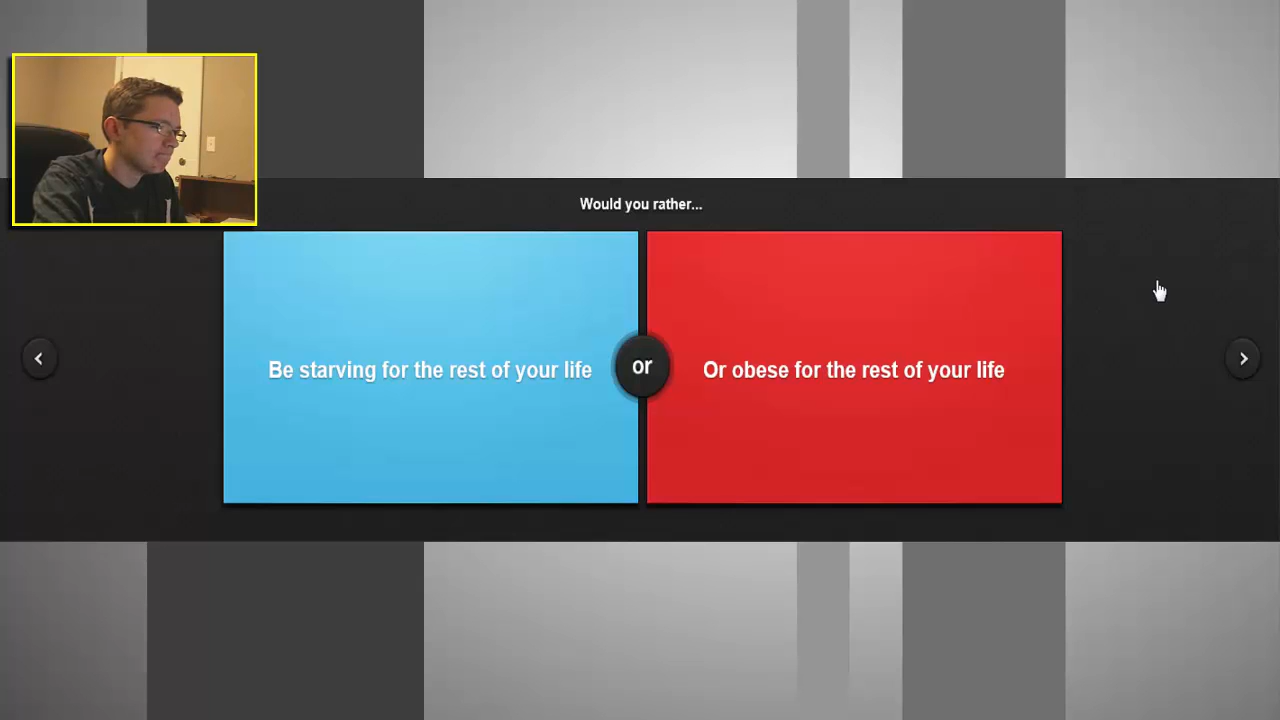 Would you rather...
Be starving for the rest of your life
or
Or obese for the rest of your life